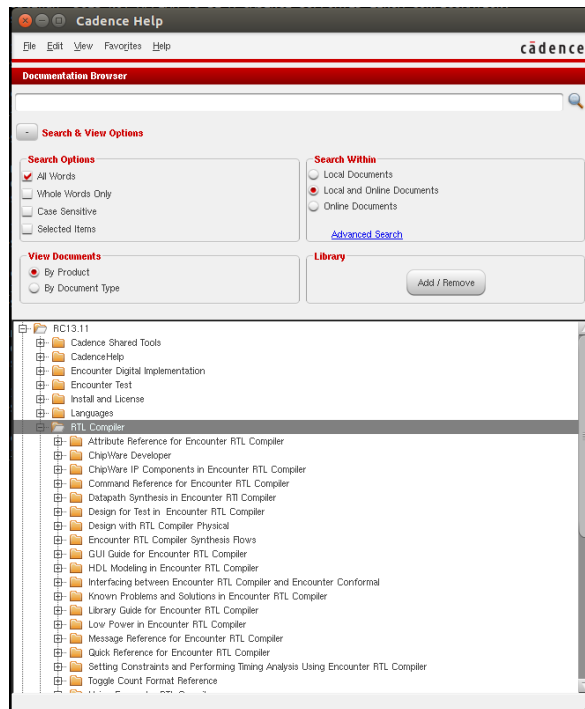 Cadence Help
File Edit View Favorites Help
cādence
Documentation Browser
- Search & View Options
Search Options
All Words
Whole Words Only
Case Sensitive
Selected Items
Search Within
Local Documents
Local and Online Documents
Online Documents
Advanced Search
View Documents
By Product
By Document Type
Library
Add / Remove
RC13.11
Cadence Shared Tools
CadenceHelp
Encounter Digital Implementation
Encounter Test
Install and License
Languages
RTL Compiler
Attribute Reference for Encounter RTL Compiler
ChipWare Developer
ChipWare IP Components in Encounter RTL Compiler
Command Reference for Encounter RTL Compiler
Datapath Synthesis in Encounter RTl Compiler
Design for Test in Encounter RTL Compiler
Design with RTL Compiler Physical
Encounter RTL Compiler Synthesis Flows
GUI Guide for Encounter RTL Compiler
HDL Modeling in Encounter RTL Compiler
Interfacing between Encounter RTL Compiler and Encounter Conformal
Known Problems and Solutions in Encounter RTL Compiler
Library Guide for Encounter RTL Compiler
Low Power in Encounter RTL Compiler
Message Reference for Encounter RTL Compiler
Quick Reference for Encounter RTL Compiler
Setting Constraints and Performing Timing Analysis Using Encounter RTL Compiler
Toggle Count Format Reference